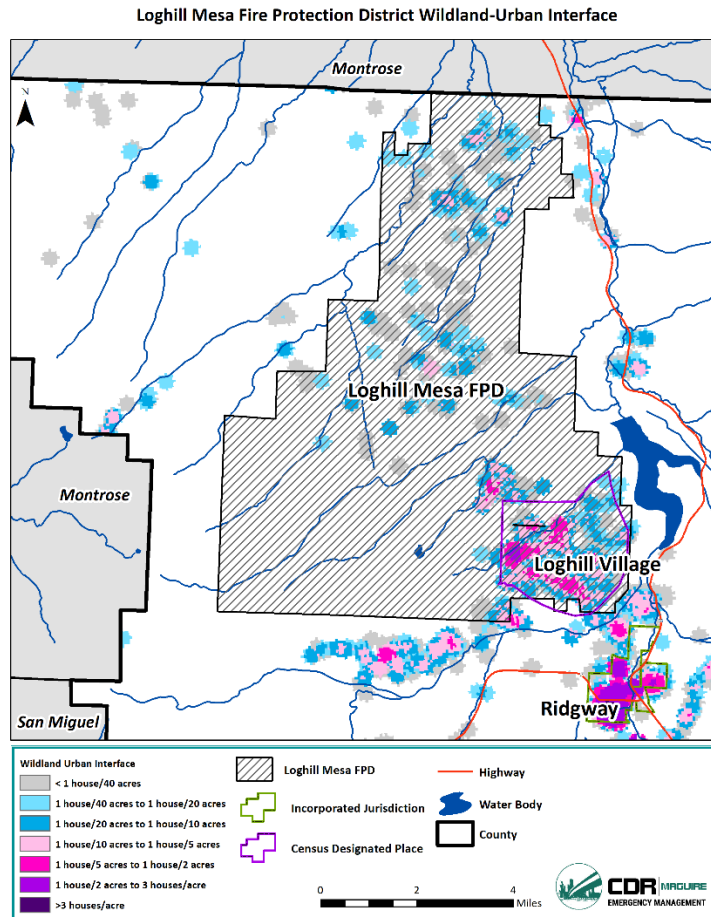 Loghill Mesa Fire Protection District Wildland-Urban Interface
Montrose
N
Loghill Mesa FPD
Montrose
Loghill Village
Ridgway
San Miguel
Wildland Urban Interface
< 1 house/40 acres
1 house/40 acres to 1 house/20 acres
1 house/20 acres to 1 house/10 acres
1 house/10 acres to 1 house/5 acres
1 house/5 acres to 1 house/2 acres
1 house/2 acres to 3 houses/acre
>3 houses/acre
Loghill Mesa FPD
Incorporated Jurisdiction
Census Designated Place
Highway
Water Body
County
0 1 2 4
Miles
CDR MAGUIRE
EMERGENCY MANAGEMENT